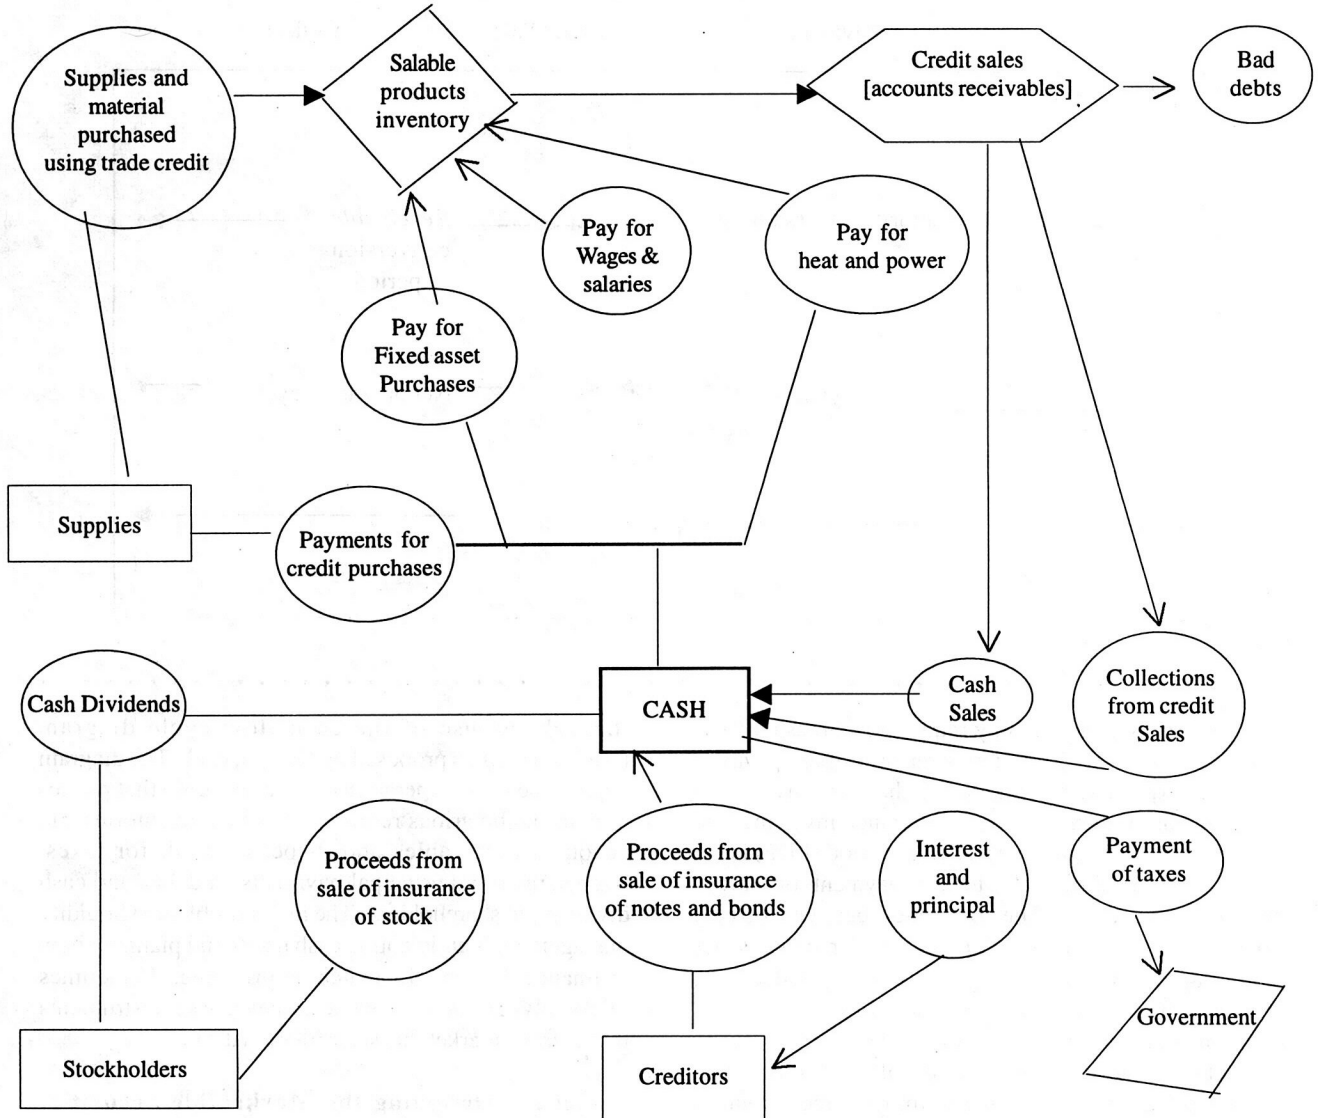 Supplies and
material
purchased
using trade credit
Salable
products
inventory
Credit sales
[accounts receivables]
Bad
debts
Pay for
Wages &
salaries
Pay for
heat and power
Pay for
Fixed asset
Purchases
Supplies
Payments for
credit purchases
Cash Dividends
CASH
Cash
Sales
Collections
from credit
Sales
Proceeds from
sale of insurance
of stock
Proceeds from
sale of insurance
of notes and bonds
Interest
and
principal
Payment
of taxes
Government
Stockholders
Creditors